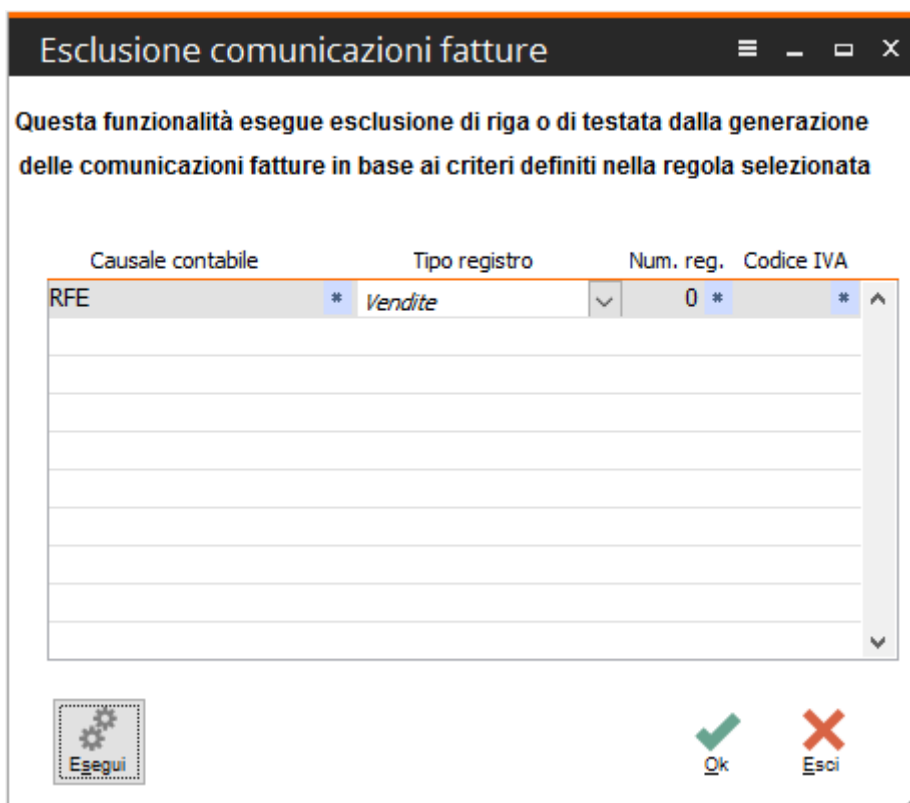 Esclusione comunicazioni fatture
Questa funzionalità esegue esclusione di riga o di testata dalla generazione
delle comunicazioni fatture in base ai criteri definiti nella regola selezionata
Causale contabile Tipo registro Num. reg. Codice IVA
RFE * Vendite 0 * *
Esegui Ok Esci